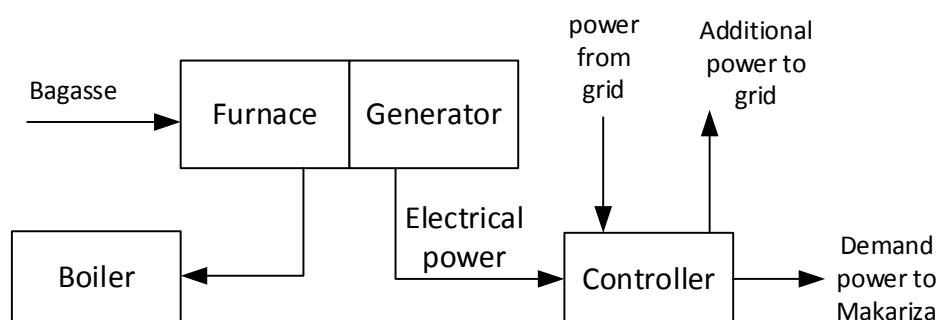 Bagasse
Furnace
Generator
power
from
grid
Additional
power to
grid
Boiler
Electrical
power
Controller
Demand
power to
Makariza